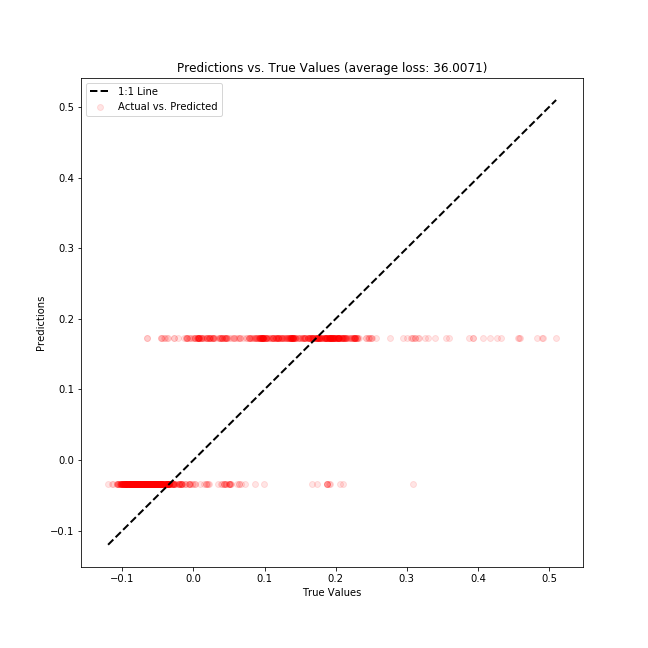 Predictions vs. True Values (average loss: 36.0071)
1:1 Line
Actual vs. Predicted
0.5
0.4
0.3
0.2
0.1
0.0
−0.1
Predictions
−0.1 0.0 0.1 0.2 0.3 0.4 0.5
True Values